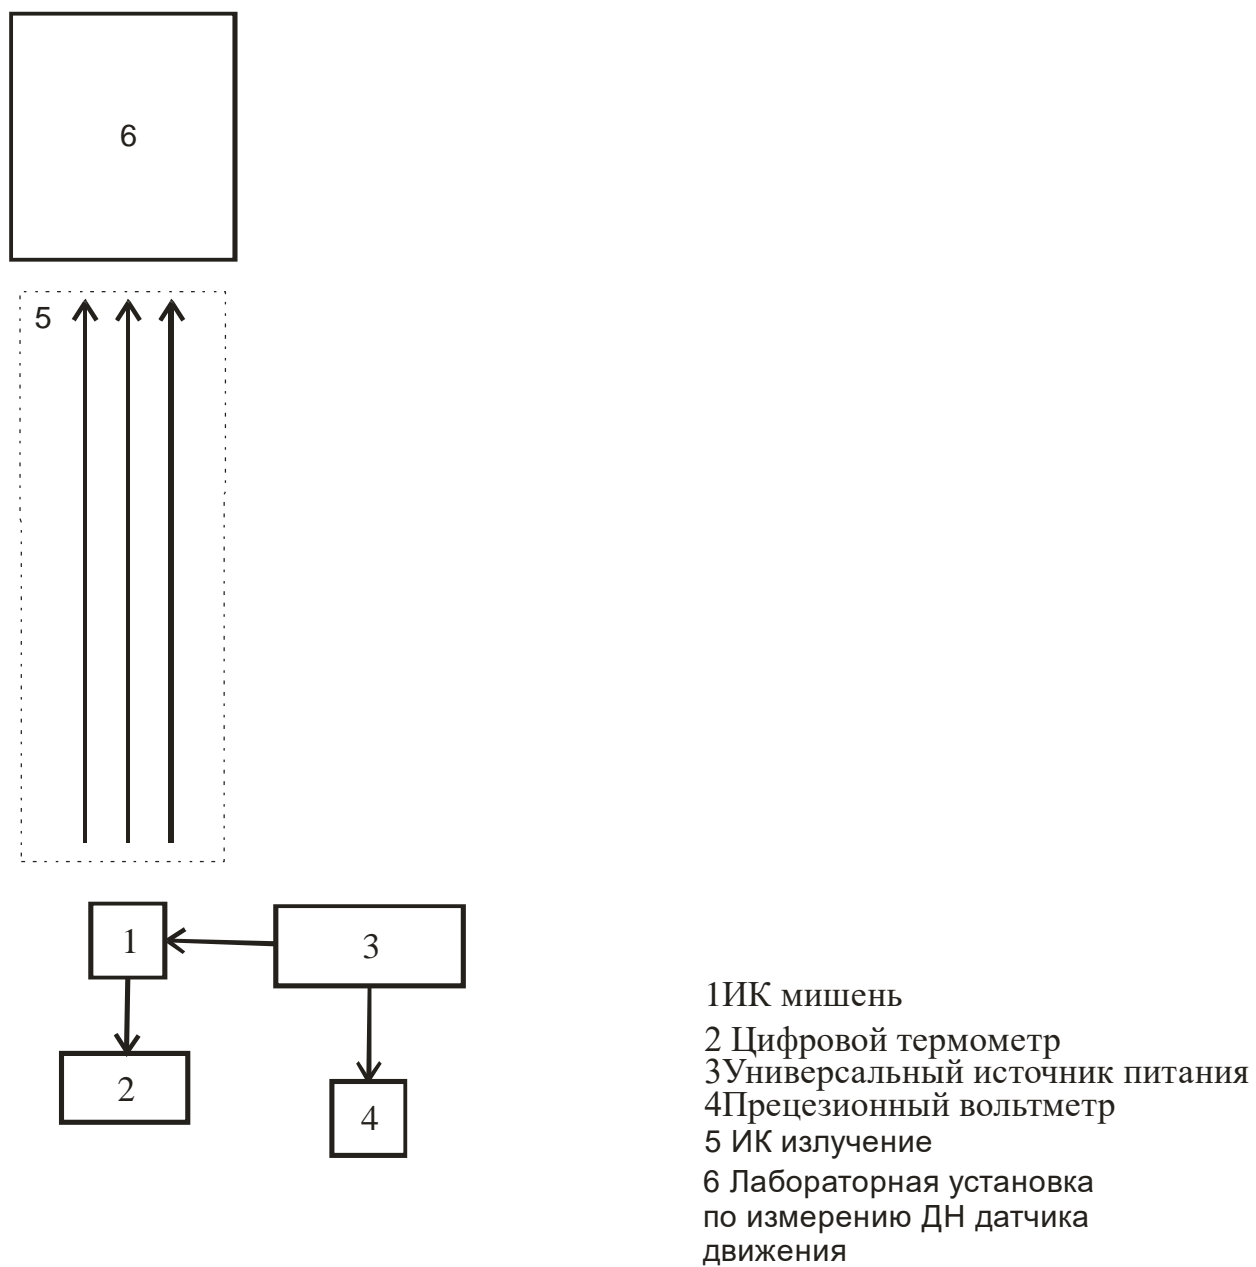 6
5
1
3
2
4
1ИК мишень
2 Цифровой термометр
3Универсальный источник питания
4Прецезионный вольтметр
5 ИК излучение
6 Лабораторная установка
по измерению ДН датчика
движения